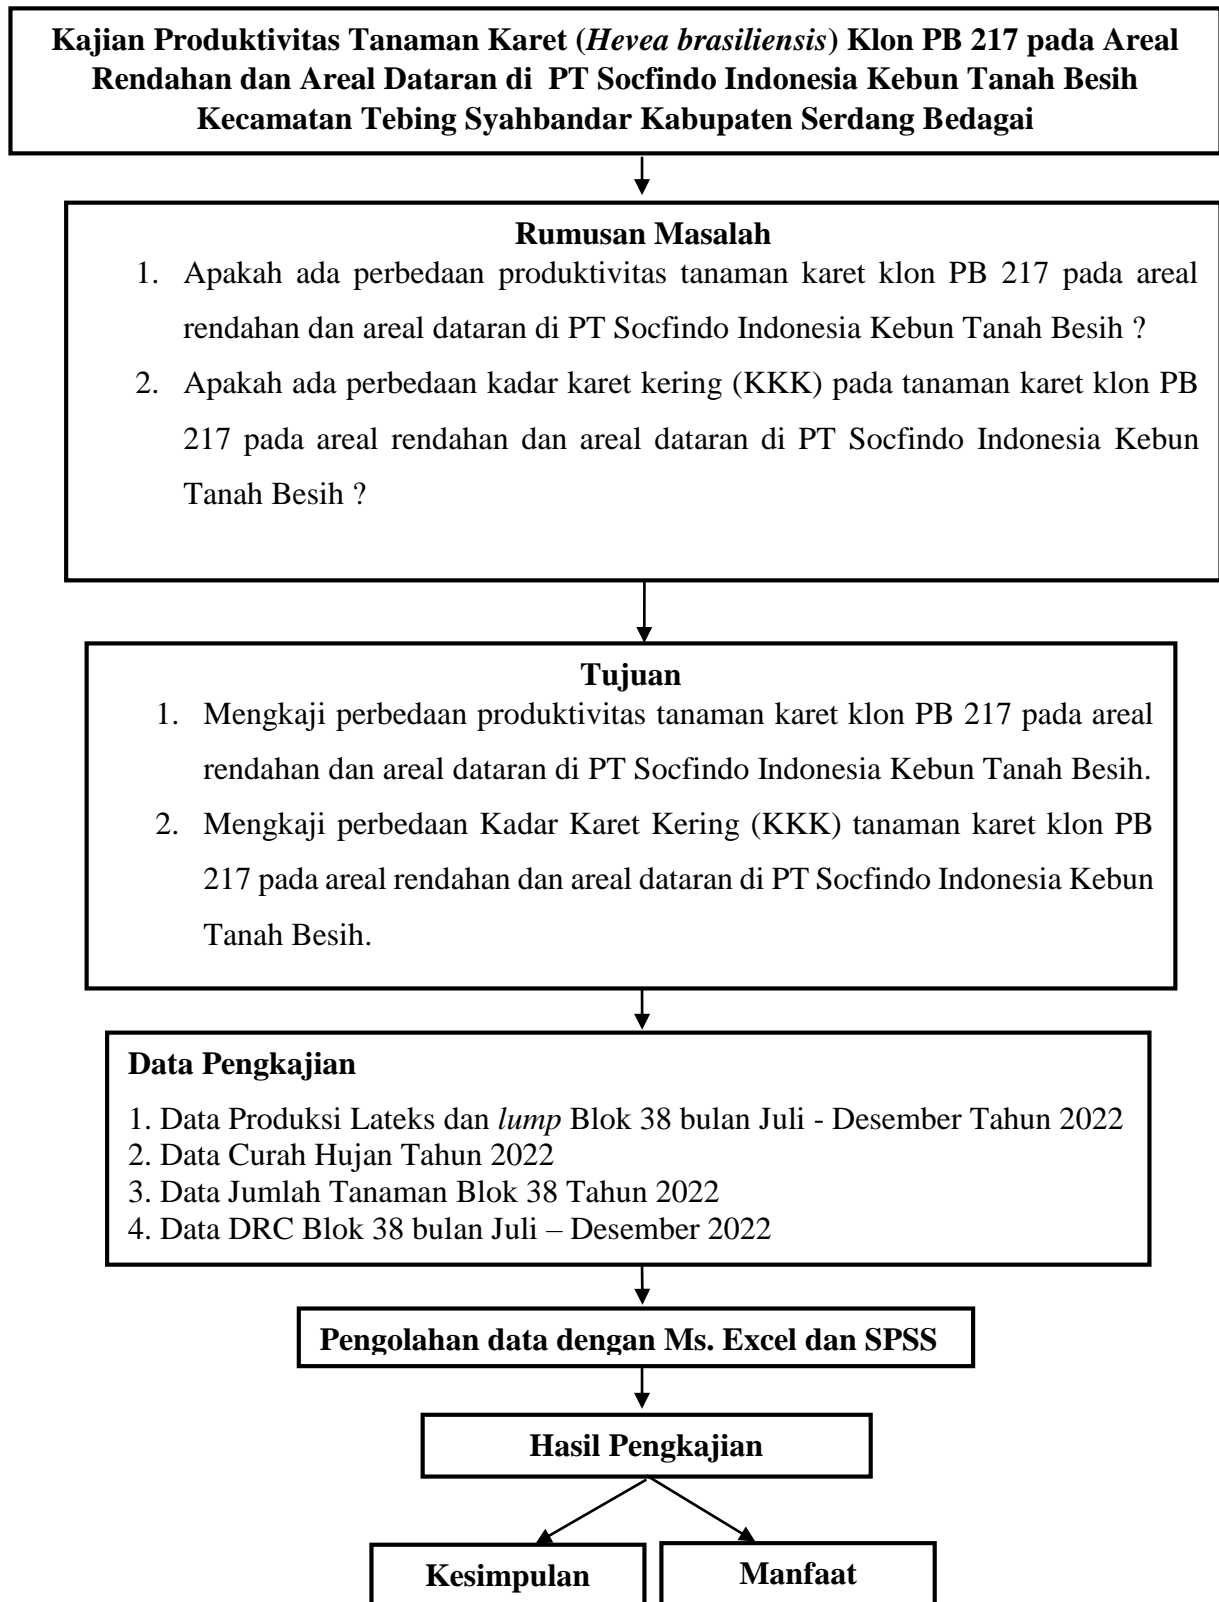 Kajian Produktivitas Tanaman Karet (Hevea brasiliensis) Klon PB 217 pada Areal
Rendahan dan Areal Dataran di PT Socfindo Indonesia Kebun Tanah Besih
Kecamatan Tebing Syahbandar Kabupaten Serdang Bedagai
Rumusan Masalah
1. Apakah ada perbedaan produktivitas tanaman karet klon PB 217 pada areal
rendahan dan areal dataran di PT Socfindo Indonesia Kebun Tanah Besih ?
2. Apakah ada perbedaan kadar karet kering (KKK) pada tanaman karet klon PB
217 pada areal rendahan dan areal dataran di PT Socfindo Indonesia Kebun
Tanah Besih ?
Tujuan
1. Mengkaji perbedaan produktivitas tanaman karet klon PB 217 pada areal
rendahan dan areal dataran di PT Socfindo Indonesia Kebun Tanah Besih.
2. Mengkaji perbedaan Kadar Karet Kering (KKK) tanaman karet klon PB
217 pada areal rendahan dan areal dataran di PT Socfindo Indonesia Kebun
Tanah Besih.
Data Pengkajian
1. Data Produksi Lateks dan lump Blok 38 bulan Juli - Desember Tahun 2022
2. Data Curah Hujan Tahun 2022
3. Data Jumlah Tanaman Blok 38 Tahun 2022
4. Data DRC Blok 38 bulan Juli – Desember 2022
Pengolahan data dengan Ms. Excel dan SPSS
Hasil Pengkajian
Kesimpulan
Manfaat